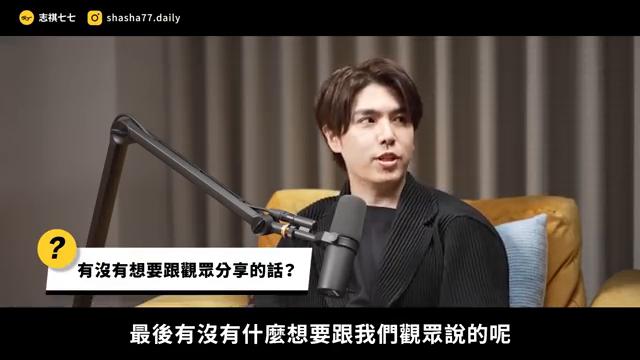 志祺七七
shasha77.daily
?
有沒有想要跟觀眾分享的話？
最後有沒有什麼想要跟我們觀眾說的呢